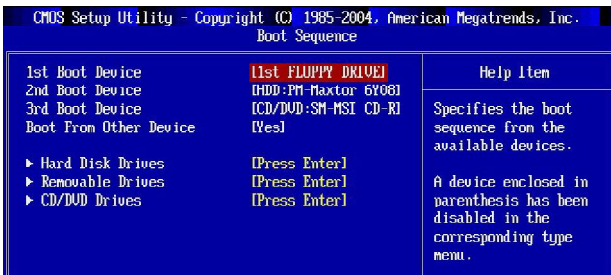 CMOS Setup Utility - Copyright (C) 1985-2004, American Megatrends, Inc.
Boot Sequence
1st Boot Device [1st FLOPPY DRIVE]
2nd Boot Device [HDD:PM-Maxtor 6Y08]
3rd Boot Device [CD/DVD:SM-MSI CD-R]
Boot From Other Device [Yes]
► Hard Disk Drives [Press Enter]
► Removable Drives [Press Enter]
► CD/DVD Drives [Press Enter]
Help Item
Specifies the boot
sequence from the
available devices.
A device enclosed in
parenthesis has been
disabled in the
corresponding type
menu.